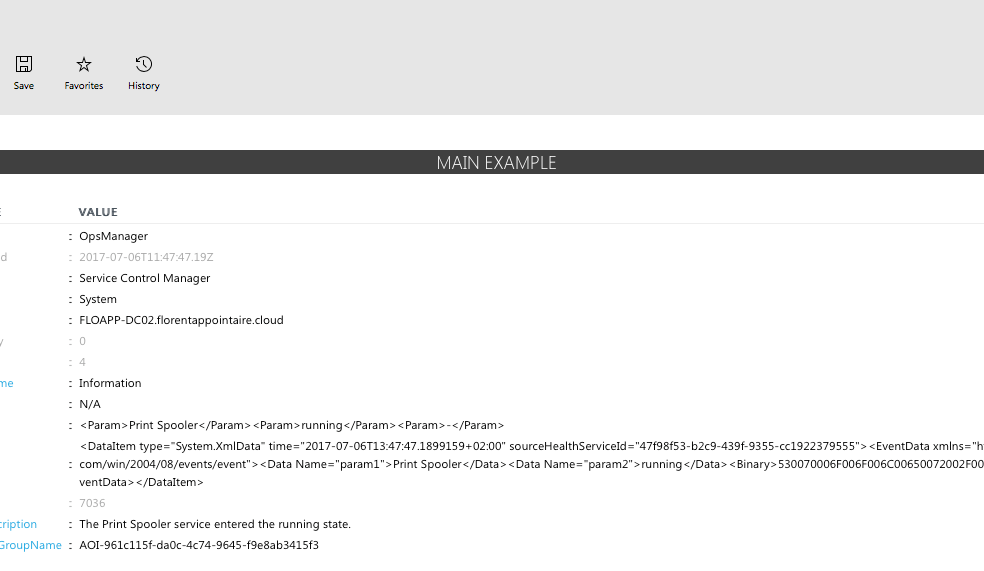 Save Favorites History
MAIN EXAMPLE
VALUE
: OpsManager
d : 2017-07-06T11:47:47.19Z
: Service Control Manager
: System
: FLOAPP-DC02.florentappointaire.cloud
y : 0
: 4
me : Information
: N/A
: <Param>Print Spooler</Param><Param>running</Param><Param>-</Param>
<DataItem type="System.XmlData" time="2017-07-06T13:47:47.1899159+02:00" sourceHealthServiceId="47f98f53-b2c9-439f-9355-cc1922379555"><EventData xmlns="h
: com/win/2004/08/events/event"><Data Name="param1">Print Spooler</Data><Data Name="param2">running</Data><Binary>530070006F006F006C00650072002F00
ventData></DataItem>
: 7036
cription : The Print Spooler service entered the running state.
GroupName : AOI-961c115f-da0c-4c74-9645-f9e8ab3415f3